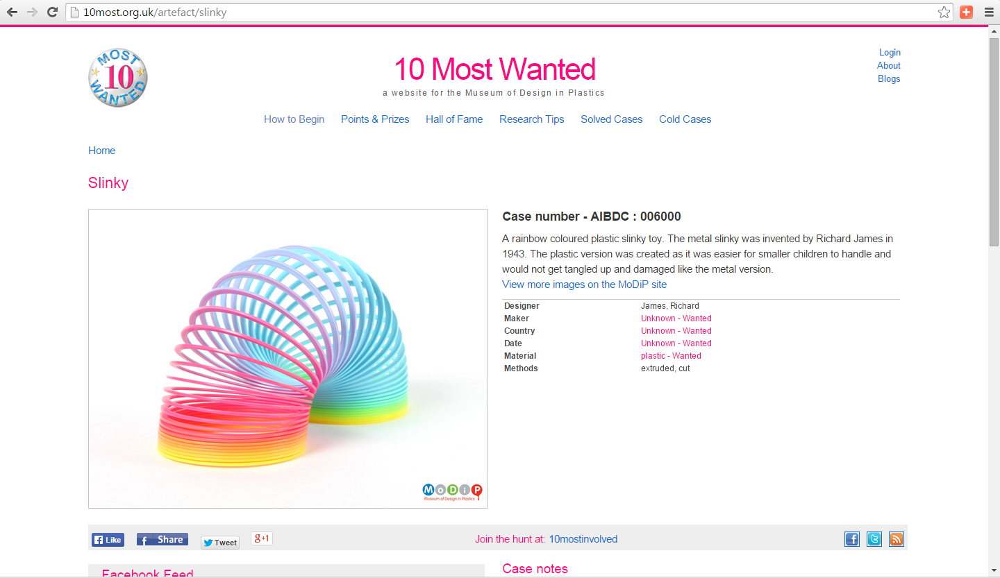 10most.org.uk/artefact/slinky
MOST
10
WANTED
10 Most Wanted
a website for the Museum of Design in Plastics
Login
About
Blogs
How to Begin Points & Prizes Hall of Fame Research Tips Solved Cases Cold Cases
Home
Slinky
Case number - AIBDC : 006000
A rainbow coloured plastic slinky toy. The metal slinky was invented by Richard James in
1943. The plastic version was created as it was easier for smaller children to handle and
would not get tangled up and damaged like the metal version.
View more images on the MoDiP site
Designer James, Richard
Maker Unknown - Wanted
Country Unknown - Wanted
Date Unknown - Wanted
Material plastic - Wanted
Methods extruded, cut
MoDiP
Museum of Design in Plastics
Like Share Tweet g+1
Join the hunt at: 10mostinvolved
Facebook Feed
Case notes